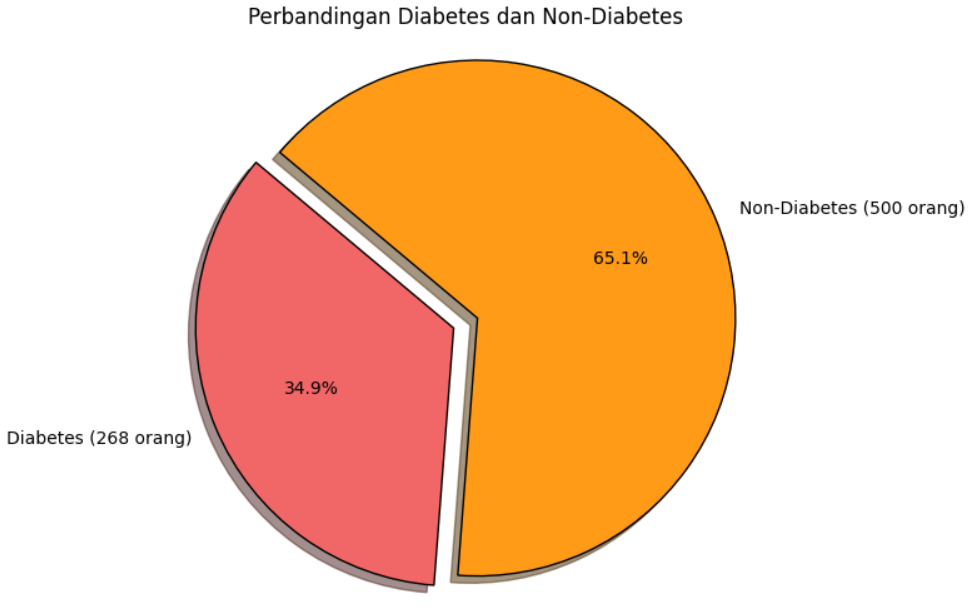 Perbandingan Diabetes dan Non-Diabetes
Non-Diabetes (500 orang)
65.1%
34.9%
Diabetes (268 orang)